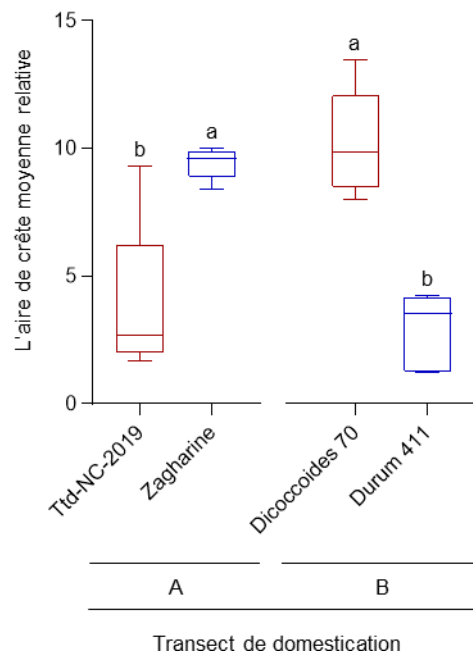 15
10
5
0
L'aire de crête moyenne relative
b
a
a
b
Ttd-NC-2019
Zagharine
Dicoccoides 70
Durum 411
A
B
Transect de domestication